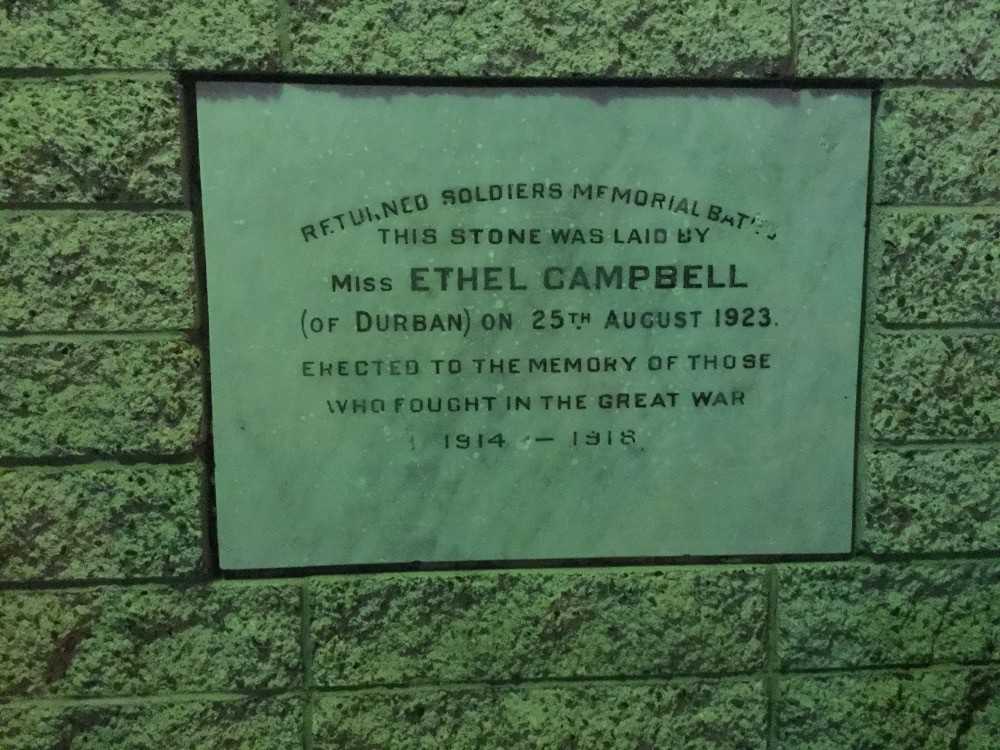 RETURNED SOLDIERS MEMORIAL BATHS
THIS STONE WAS LAID BY
MISS ETHEL CAMPBELL
(OF DURBAN) ON 25TH AUGUST 1923.
ERECTED TO THE MEMORY OF THOSE
WHO FOUGHT IN THE GREAT WAR
1914 — 1918